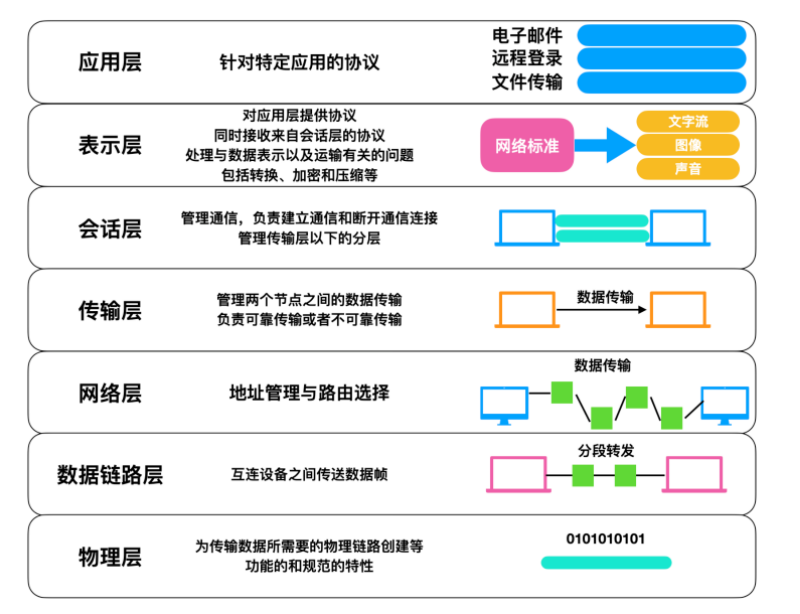 应用层
针对特定应用的协议
电子邮件
远程登录
文件传输
表示层
对应用层提供协议
同时接收来自会话层的协议
处理与数据表示以及运输有关的问题
包括转换、加密和压缩等
网络标准
文字流
图像
声音
会话层
管理通信，负责建立通信和断开通信连接
管理传输层以下的分层
传输层
管理两个节点之间的数据传输
负责可靠传输或者不可靠传输
数据传输
网络层
地址管理与路由选择
数据传输
数据链路层
互连设备之间传送数据帧
分段转发
物理层
为传输数据所需要的物理链路创建等
功能的和规范的特性
0101010101